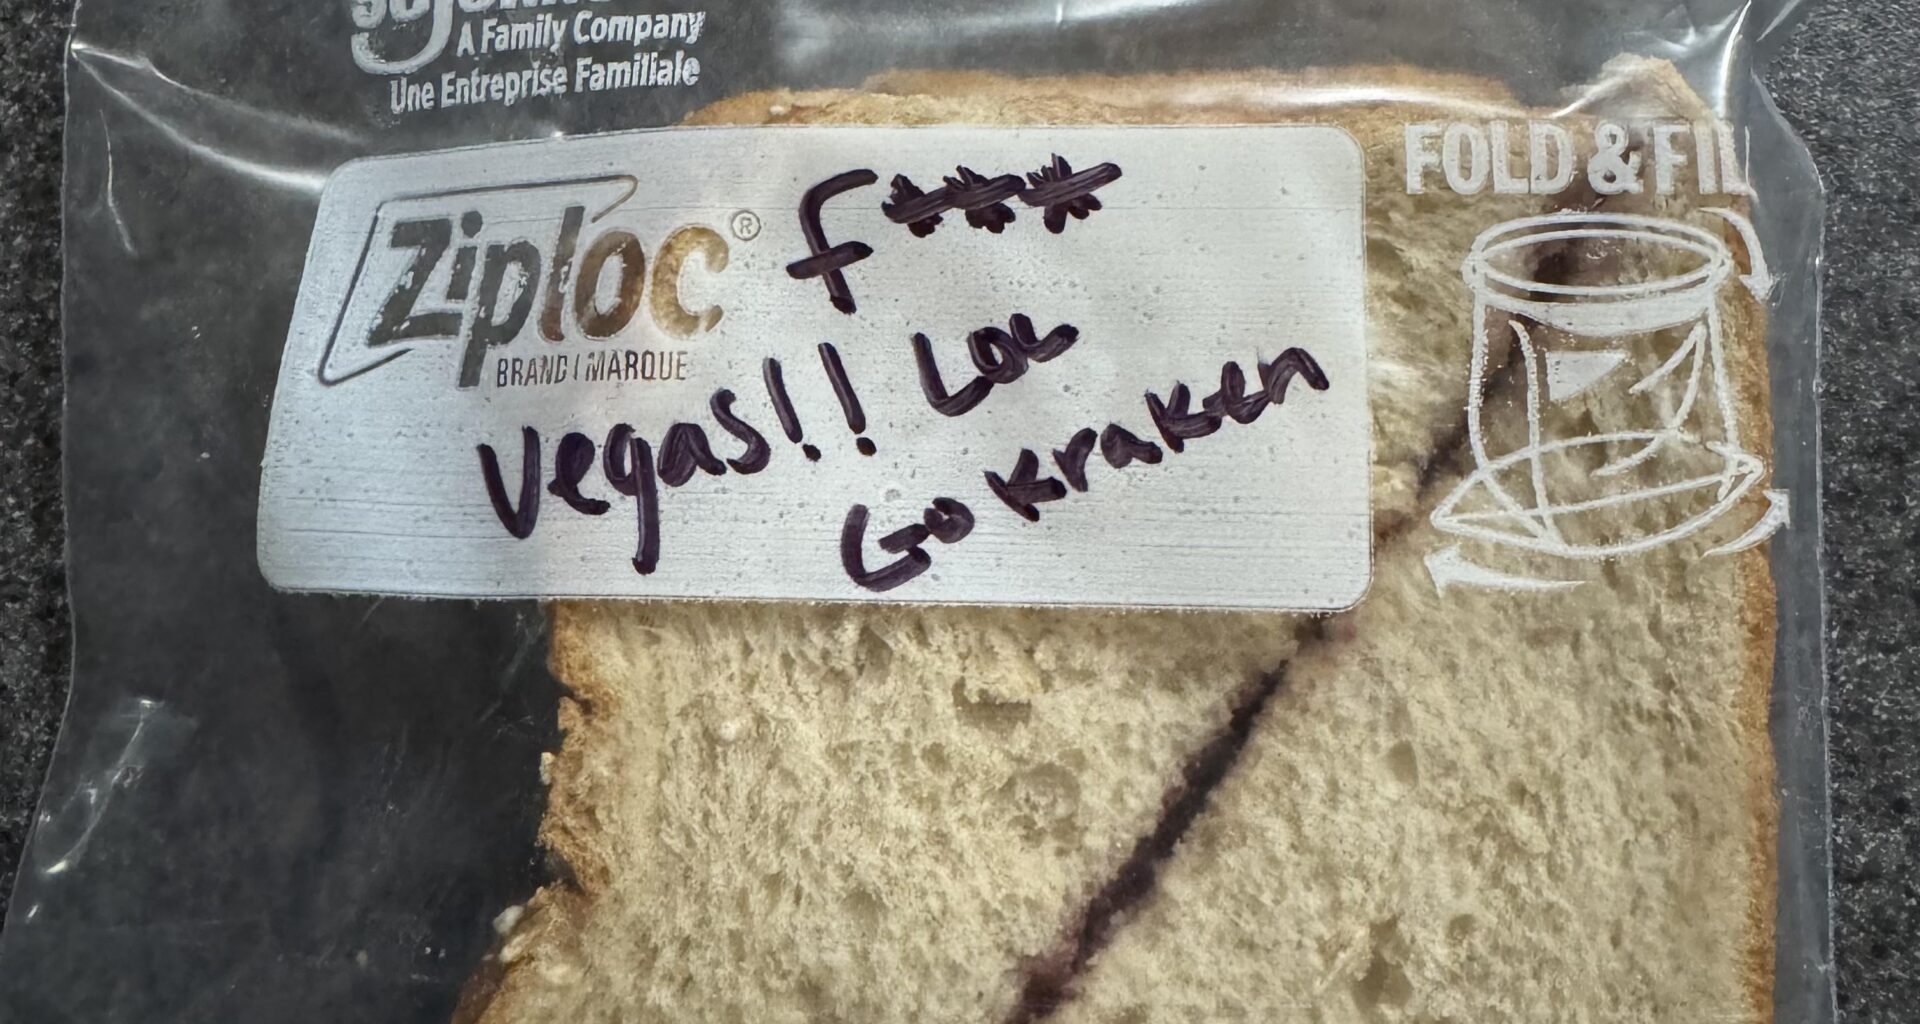 A Family Company
Une Entreprise Familiale
Ziploc®
BRAND | MARQUE
FOLD & FIL
F***
Vegas!! LOL
Go Kraken